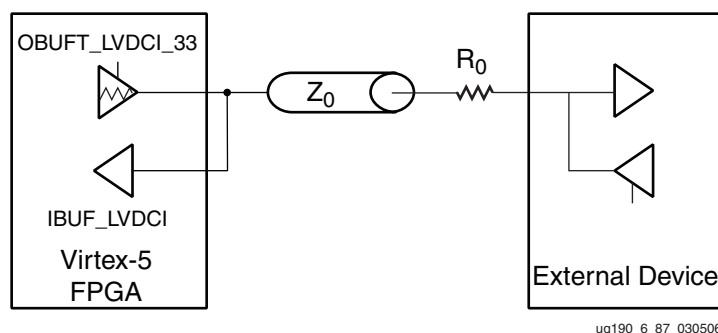 OBUFT_LVDCI_33
Z0
R0
IBUF_LVDCI
Virtex-5
FPGA
External Device
ug190_6_87_030506